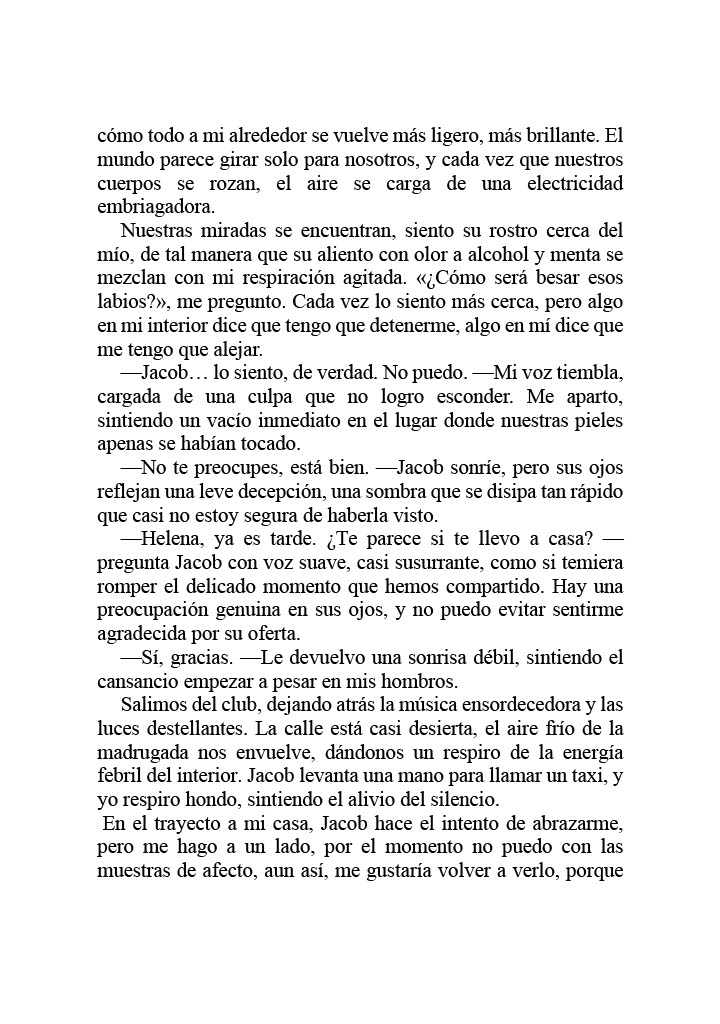 cómo todo a mi alrededor se vuelve más ligero, más brillante. El
mundo parece girar solo para nosotros, y cada vez que nuestros
cuerpos se rozan, el aire se carga de una electricidad
embriagadora.
Nuestras miradas se encuentran, siento su rostro cerca del
mío, de tal manera que su aliento con olor a alcohol y menta se
mezclan con mi respiración agitada. «¿Cómo será besar esos
labios?», me pregunto. Cada vez lo siento más cerca, pero algo
en mi interior dice que tengo que detenerme, algo en mí dice que
me tengo que alejar.
—Jacob… lo siento, de verdad. No puedo. —Mi voz tiembla,
cargada de una culpa que no logro esconder. Me aparto,
sintiendo un vacío inmediato en el lugar donde nuestras pieles
apenas se habían tocado.
—No te preocupes, está bien. —Jacob sonríe, pero sus ojos
reflejan una leve decepción, una sombra que se disipa tan rápido
que casi no estoy segura de haberla visto.
—Helena, ya es tarde. ¿Te parece si te llevo a casa? —
pregunta Jacob con voz suave, casi susurrante, como si temiera
romper el delicado momento que hemos compartido. Hay una
preocupación genuina en sus ojos, y no puedo evitar sentirme
agradecida por su oferta.
—Sí, gracias. —Le devuelvo una sonrisa débil, sintiendo el
cansancio empezar a pesar en mis hombros.
Salimos del club, dejando atrás la música ensordecedora y las
luces destellantes. La calle está casi desierta, el aire frío de la
madrugada nos envuelve, dándonos un respiro de la energía
febril del interior. Jacob levanta una mano para llamar un taxi, y
yo respiro hondo, sintiendo el alivio del silencio.
En el trayecto a mi casa, Jacob hace el intento de abrazarme,
pero me hago a un lado, por el momento no puedo con las
muestras de afecto, aun así, me gustaría volver a verlo, porque